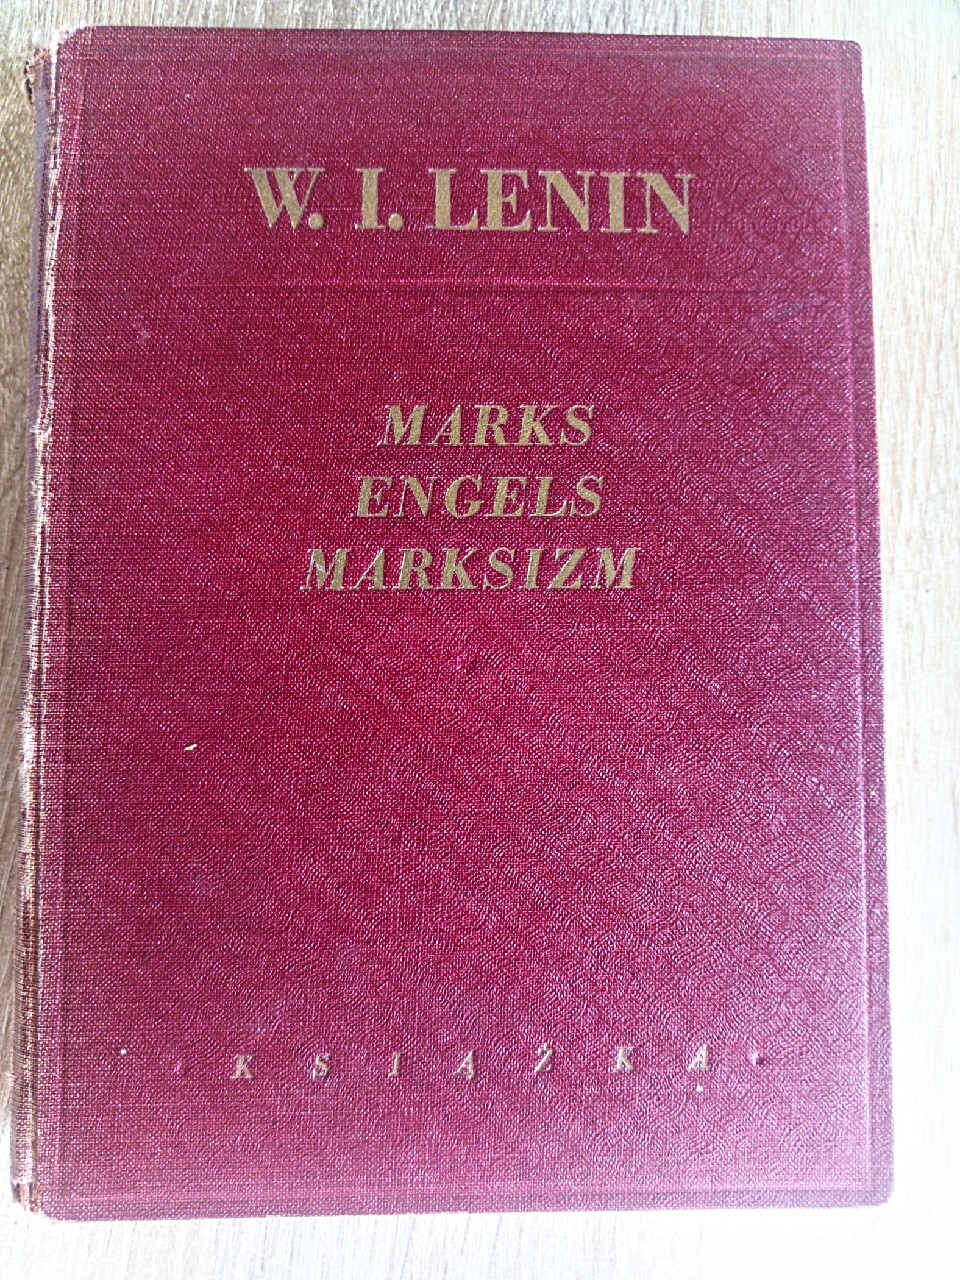 W. I. LENIN
MARKS
ENGELS
MARKSIZM
• KSIĄŻKA •